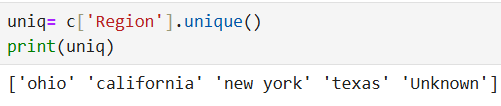 uniq= c['Region'].unique()
print(uniq)
['ohio' 'california' 'new york' 'texas' 'Unknown']